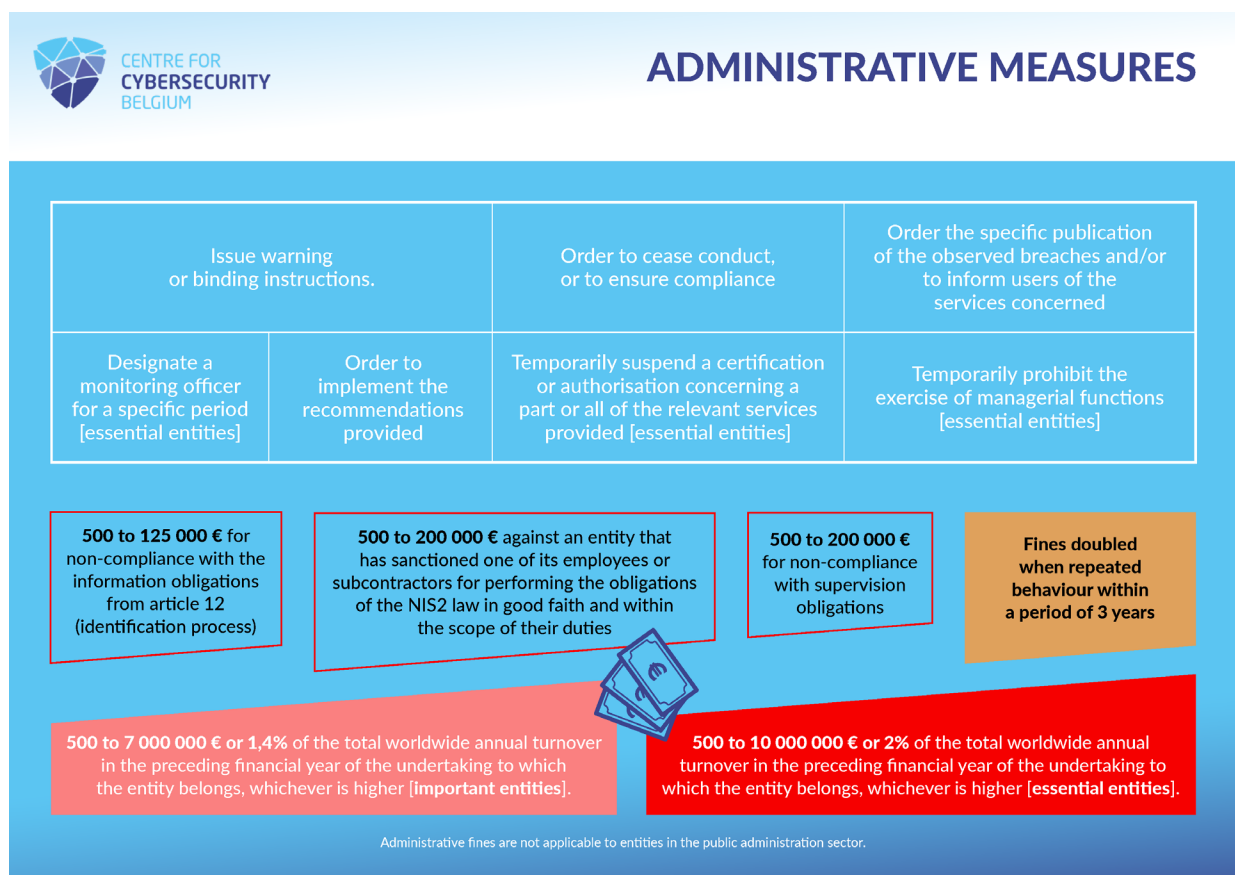 CENTRE FOR
CYBERSECURITY
BELGIUM
ADMINISTRATIVE MEASURES
Issue warning
or binding instructions.
Order to cease conduct,
or to ensure compliance
Order the specific publication
of the observed breaches and/or
to inform users of the
services concerned
Designate a
monitoring officer
for a specific period
[essential entities]
Order to
implement the
recommendations
provided
Temporarily suspend a certification
or authorisation concerning a
part or all of the relevant services
provided [essential entities]
Temporarily prohibit the
exercise of managerial functions
[essential entities]
500 to 125 000 € for
non-compliance with the
information obligations
from article 12
(identification process)
500 to 200 000 € against an entity that
has sanctioned one of its employees or
subcontractors for performing the obligations
of the NIS2 law in good faith and within
the scope of their duties
500 to 200 000 €
for non-compliance
with supervision
obligations
Fines doubled
when repeated
behaviour within
a period of 3 years
500 to 7 000 000 € or 1,4% of the total worldwide annual turnover
in the preceding financial year of the undertaking to which
the entity belongs, whichever is higher [important entities].
500 to 10 000 000 € or 2% of the total worldwide annual
turnover in the preceding financial year of the undertaking to
which the entity belongs, whichever is higher [essential entities].
Administrative fines are not applicable to entities in the public administration sector.